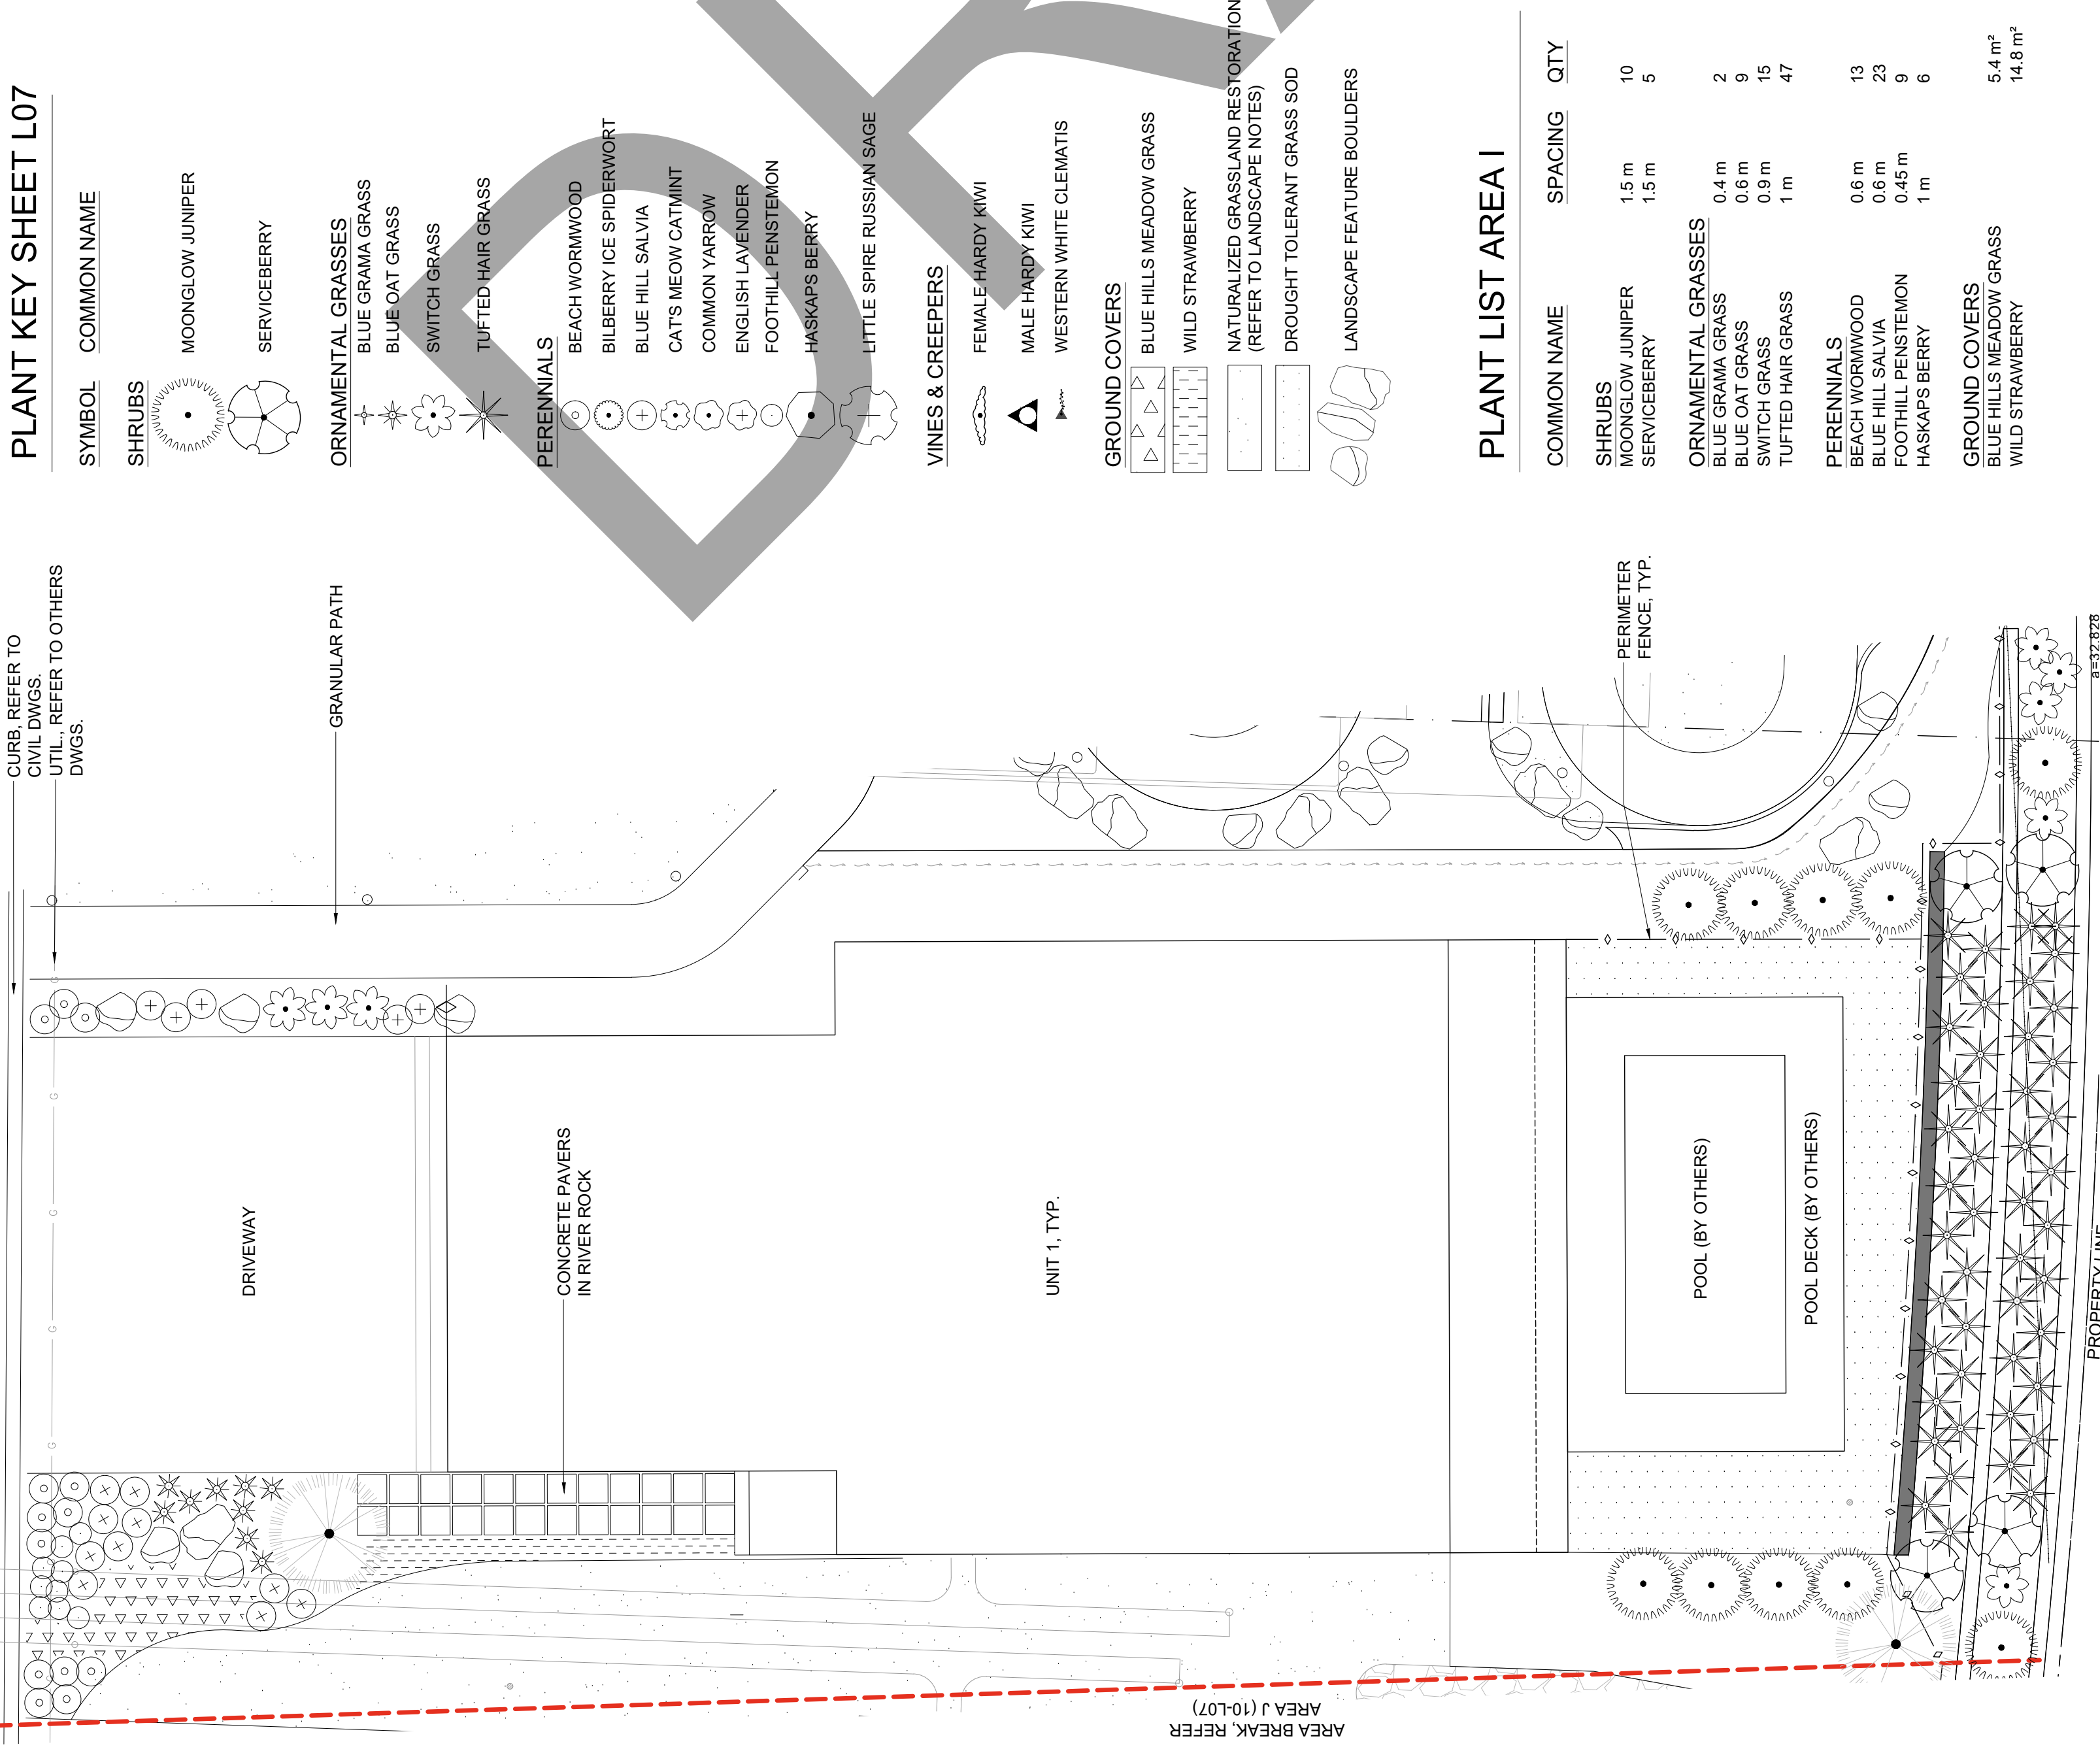 PLANT KEY SHEET L07
SYMBOL COMMON NAME
SHRUBS
MOONGLOW JUNIPER
SERVICEBERRY
ORNAMENTAL GRASSES
BLUE GRAMA GRASS
BLUE OAT GRASS
SWITCH GRASS
TUFTED HAIR GRASS
PERENNIALS
BEACH WORMWOOD
BILBERRY ICE SPIDERWORT
BLUE HILL SALVIA
CAT'S MEOW CATMINT
COMMON YARROW
ENGLISH LAVENDER
FOOTHILL PENSTEMON
HASKAPS BERRY
LITTLE SPIRE RUSSIAN SAGE
VINES & CREEPERS
FEMALE HARDY KIWI
MALE HARDY KIWI
WESTERN WHITE CLEMATIS
GROUND COVERS
BLUE HILLS MEADOW GRASS
WILD STRAWBERRY
NATURALIZED GRASSLAND RESTORATION
(REFER TO LANDSCAPE NOTES)
DROUGHT TOLERANT GRASS SOD
LANDSCAPE FEATURE BOULDERS
PLANT LIST AREA I
COMMON NAME SPACING QTY
SHRUBS
MOONGLOW JUNIPER 1.5 m 10
SERVICEBERRY 1.5 m 5
ORNAMENTAL GRASSES
BLUE GRAMA GRASS 0.4 m 2
BLUE OAT GRASS 0.6 m 9
SWITCH GRASS 0.9 m 15
TUFTED HAIR GRASS 1 m 47
PERENNIALS
BEACH WORMWOOD 0.6 m 13
BLUE HILL SALVIA 0.6 m 23
FOOTHILL PENSTEMON 0.45 m 9
HASKAPS BERRY 1 m 6
GROUND COVERS
BLUE HILLS MEADOW GRASS 5.4 m²
WILD STRAWBERRY 14.8 m²
CURB, REFER TO
CIVIL DWGS.
UTIL., REFER TO OTHERS
DWGS.
GRANULAR PATH
PERIMETER
FENCE, TYP.
a=32.828
DRIVEWAY
CONCRETE PAVERS
IN RIVER ROCK
UNIT 1, TYP.
POOL (BY OTHERS)
POOL DECK (BY OTHERS)
PROPERTY LINE
G
G
G
G
G
G
AREA BREAK, REFER
AREA J (10-L07)